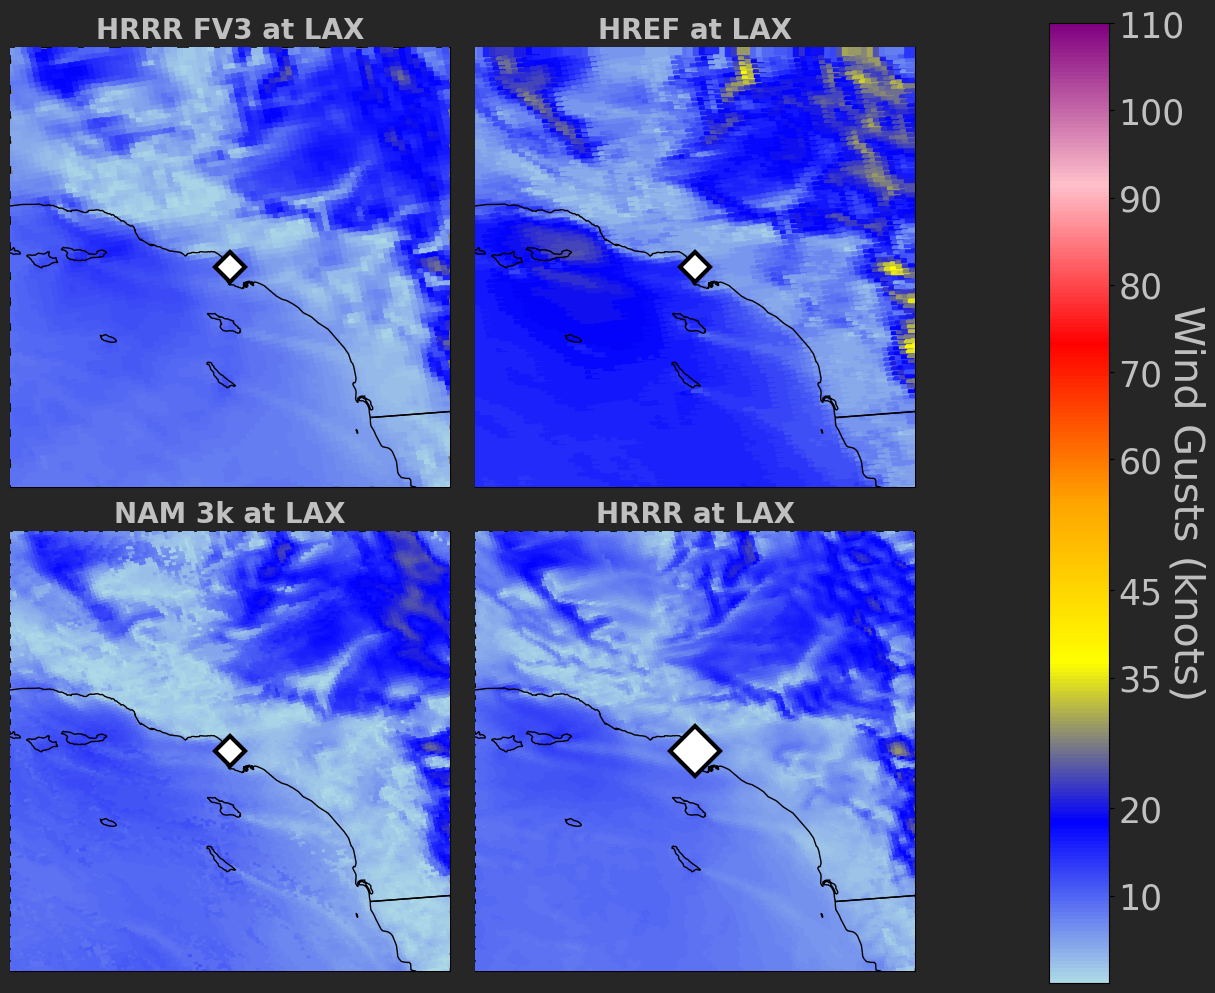 HRRR FV3 at LAX
HREF at LAX
NAM 3k at LAX
HRRR at LAX
110
100
90
80
70
60
45
35
20
10
Wind Gusts (knots)